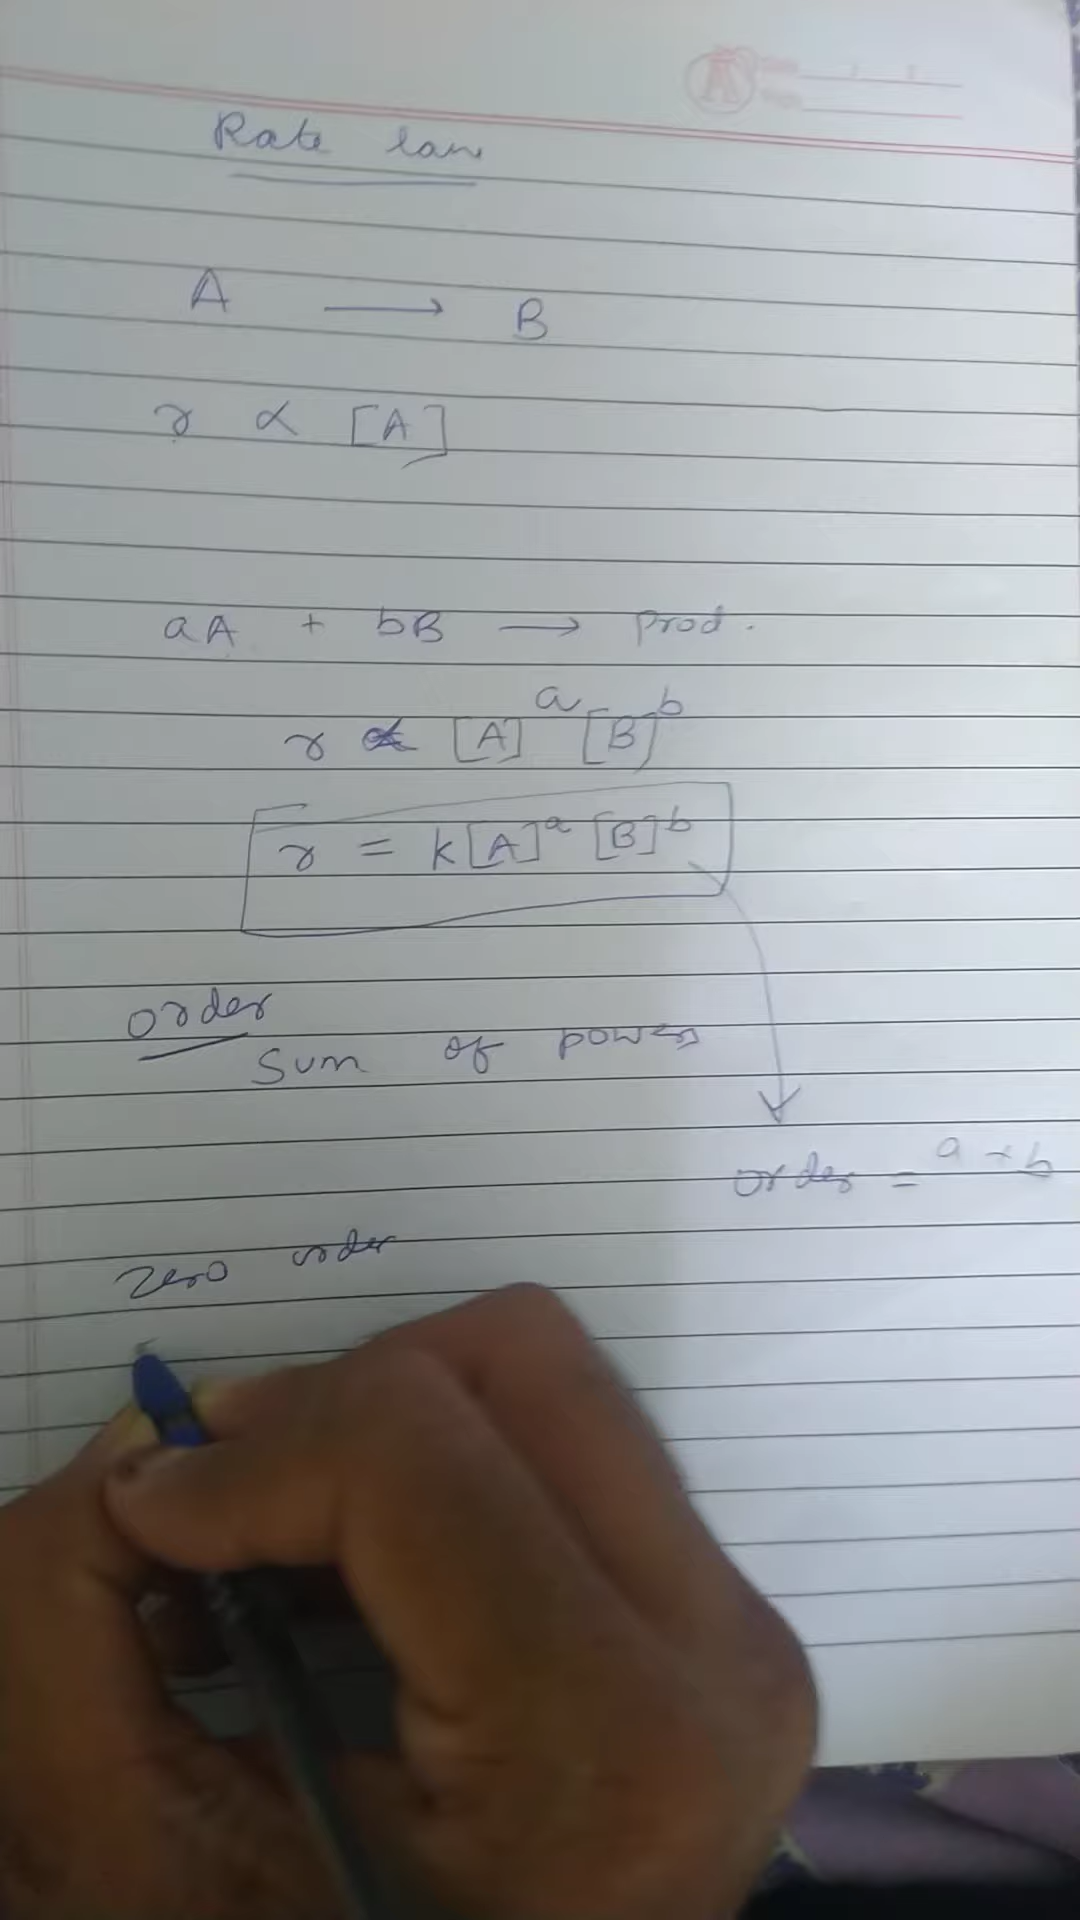 Rate law
A → B
r ∝ [A]
aA + bB → Prod.
r ∝ [A]^a [B]^b
r = k[A]^a [B]^b
order
Sum of powers
order = a + b
zero order